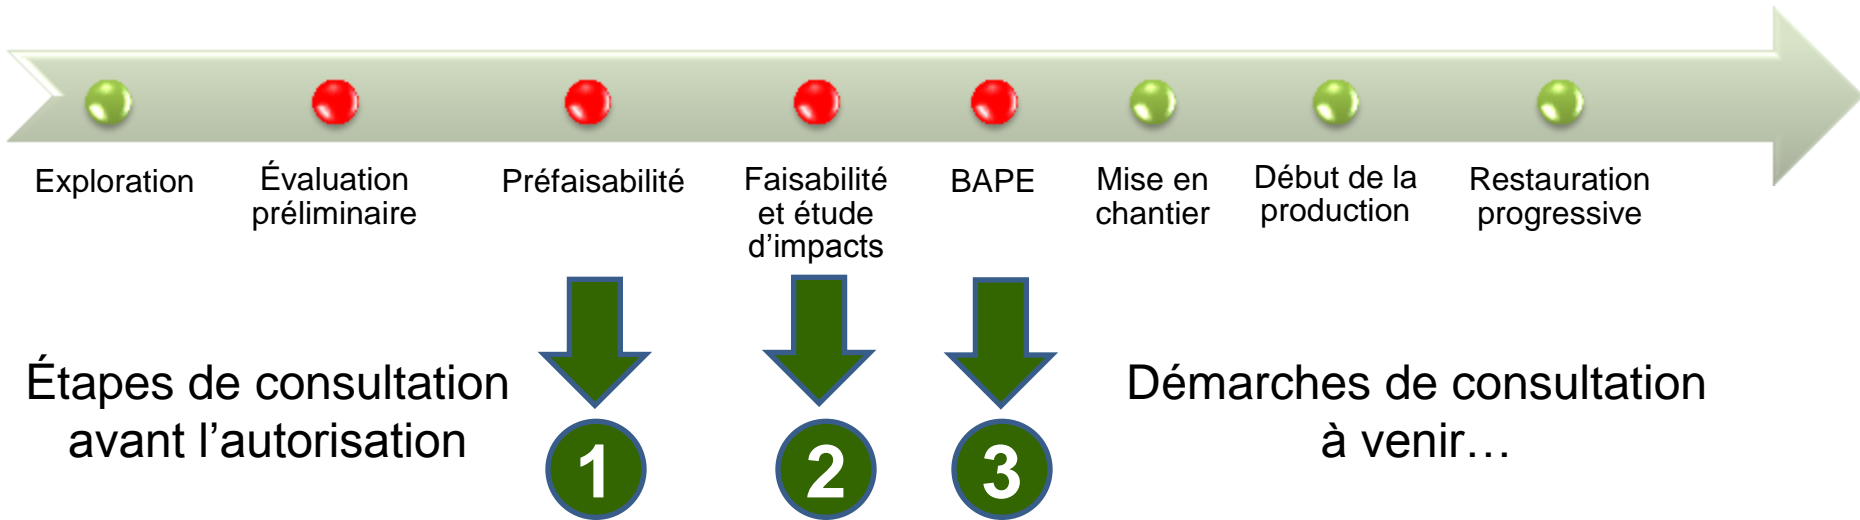 Exploration
Évaluation
préliminaire
Préfaisabilité
Faisabilité
et étude
d’impacts
BAPE
Mise en
chantier
Début de la
production
Restauration
progressive
Étapes de consultation
avant l’autorisation
1
2
3
Démarches de consultation
à venir…